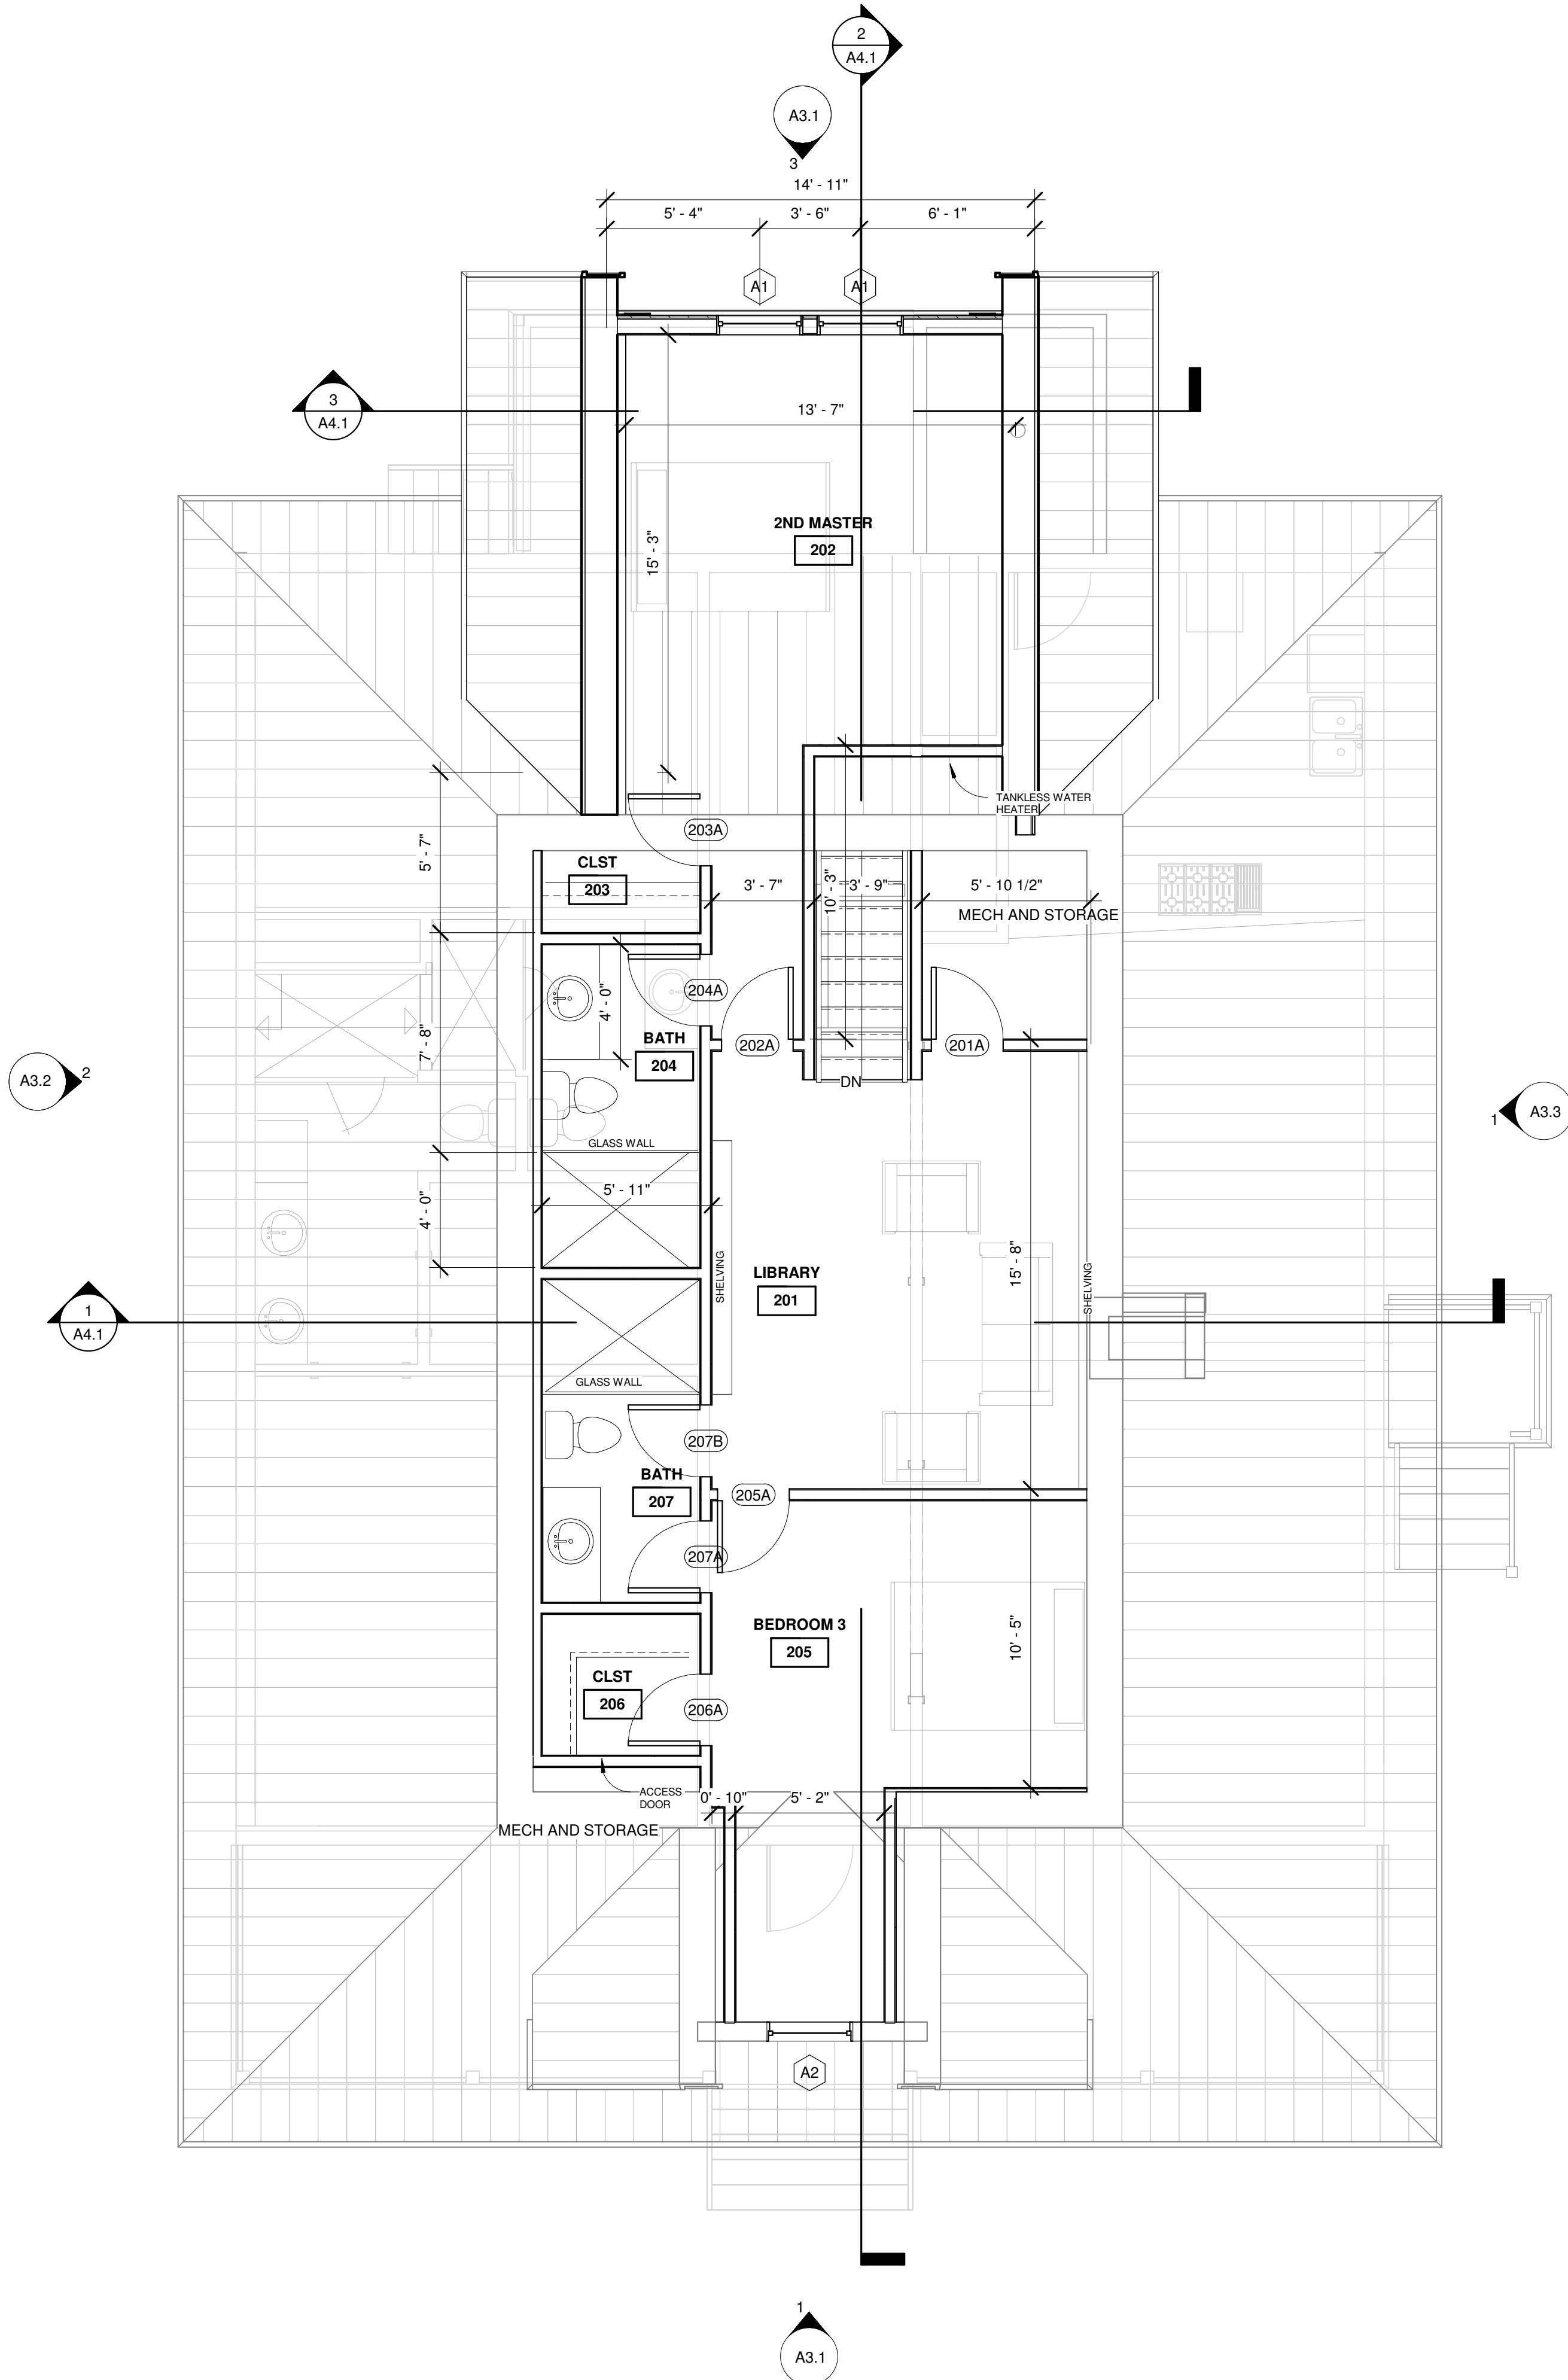 2
A4.1
A3.1
3
14' - 11"
5' - 4"
3' - 6"
6' - 1"
A1
A1
3
A4.1
13' - 7"
2ND MASTER
202
15' - 3"
TANKLESS WATER
HEATER
203A
5' - 7"
CLST
203
3' - 7"
10' - 3"
3' - 9"
5' - 10 1/2"
MECH AND STORAGE
204A
4' - 0"
7' - 8"
BATH
204
202A
201A
DN
A3.2
2
1
A3.3
GLASS WALL
5' - 11"
4' - 0"
SHELVING
LIBRARY
201
15' - 8"
SHELVING
1
A4.1
GLASS WALL
207B
BATH
207
205A
207A
BEDROOM 3
205
10' - 5"
CLST
206
206A
ACCESS
DOOR
0' - 10"
5' - 2"
MECH AND STORAGE
A2
1
A3.1